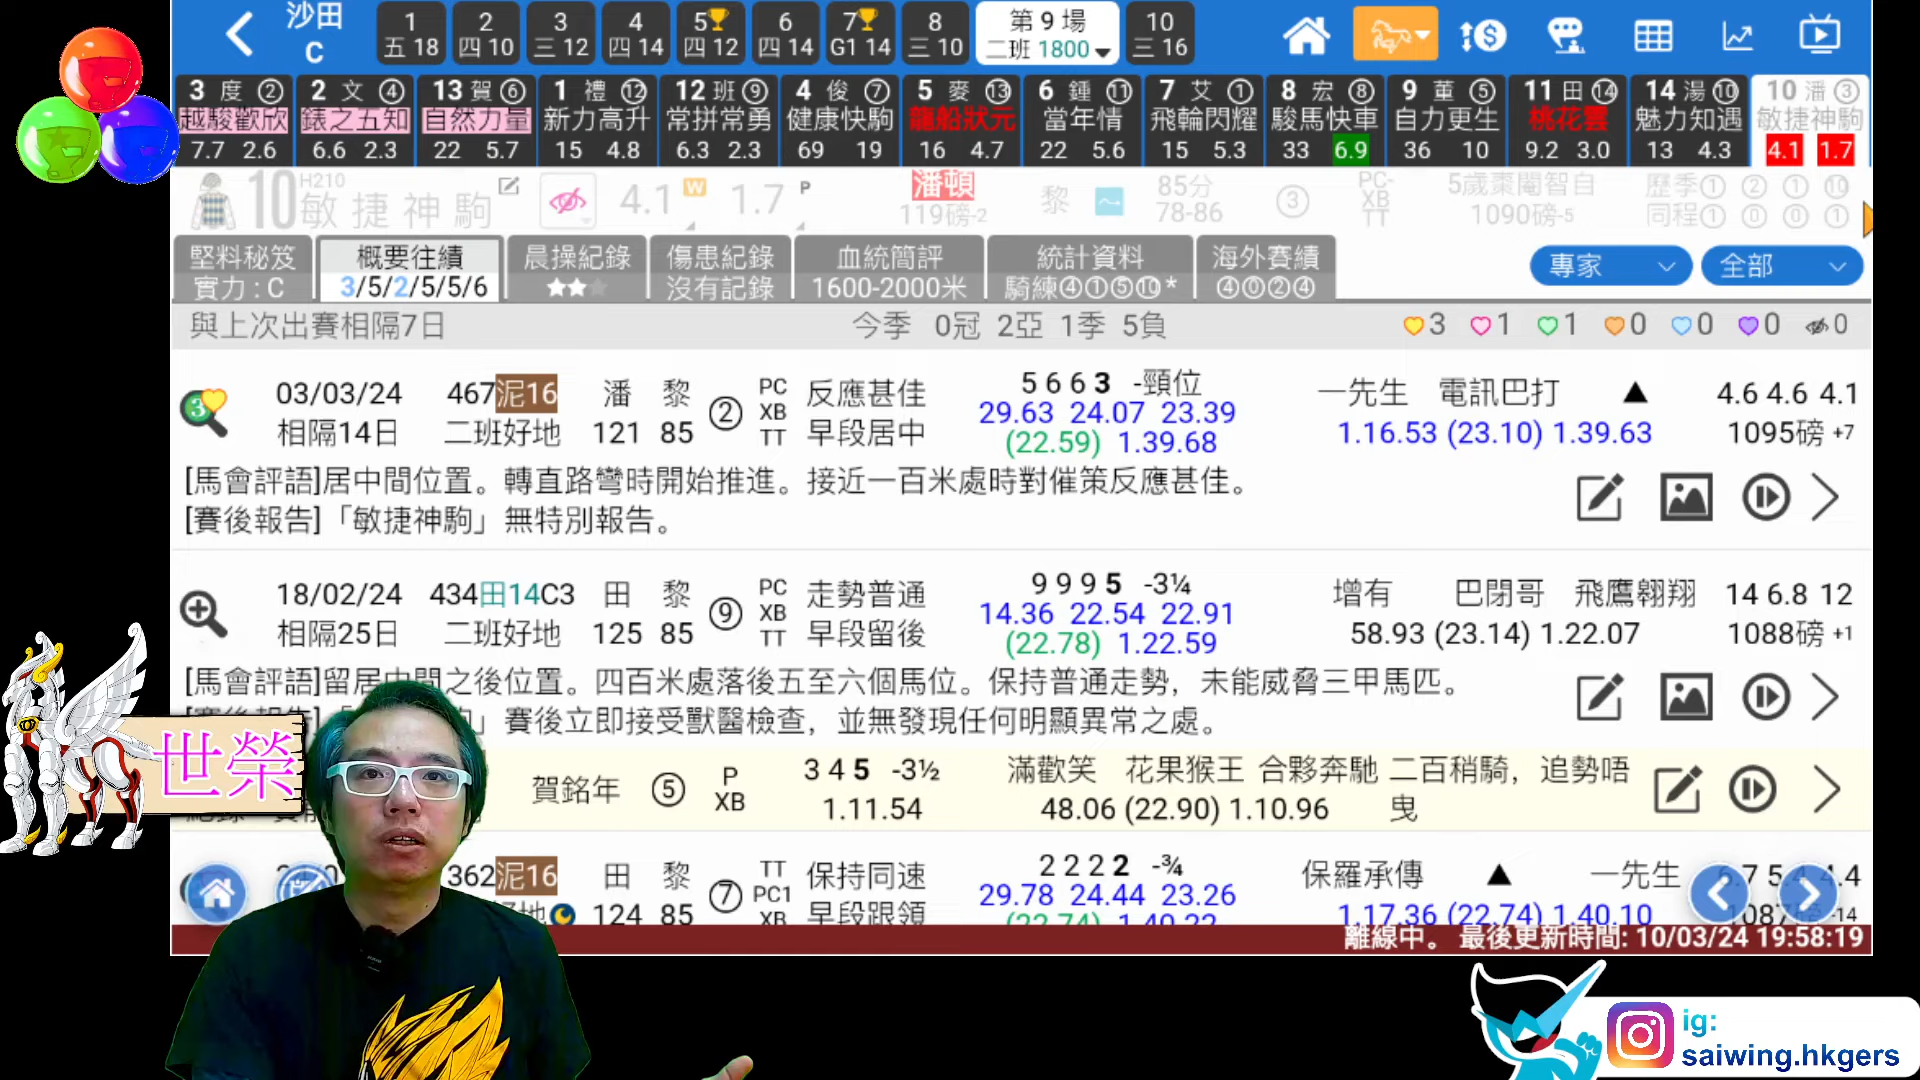 沙田
C
1
五 18
2
四 10
3
三 12
4
四 14
5
四 12
6
四 14
7
G1 14
8
三 10
第 9 場
二班 1800
10
三 16
3 度 ②
越駿歡欣
7.7 2.6
2 文 ④
錶之五知
6.6 2.3
13 賀 ⑥
自然力量
22 5.7
1 禮 ⑫
新力高升
15 4.8
12 班 ⑨
常拼常勇
6.3 2.3
4 俊 ⑦
健康快駒
69 19
5 麥 ⑬
龍船狀元
16 4.7
6 鍾 ⑪
當年情
22 5.6
7 艾 ①
飛輪閃耀
15 5.3
8 宏 ⑧
駿馬快車
33 6.9
9 董 ⑤
自力更生
36 10
11 田 ⑭
桃花雲
9.2 3.0
14 湯 ⑩
魅力知遇
13 4.3
10 潘 ③
敏捷神駒
4.1 1.7
10 H210
敏捷神駒
4.1 W 1.7 P
潘頓
119磅-2
黎
85分
78-86
③
PC-
XB
TT
5歲棗閹智自
1090磅-5
歷季① ② ① ⑩
同程① ⓪ ⓪ ①
堅料秘笈
實力 : C
概要往績
3/5/2/5/5/6
晨操紀錄
★★☆
傷患紀錄
沒有記錄
血統簡評
1600-2000米
統計資料
騎練④①⑤⑩*
海外賽績
④⓪②④
專家
全部
與上次出賽相隔7日
今季 0冠 2亞 1季 5負
3 1 1 0 0 0 0
3
03/03/24 467泥16 潘 黎 ② PC XB TT 反應甚佳 5 6 6 3 -頸位 一先生 電訊巴打 ▲ 4.6 4.6 4.1
相隔14日 二班好地 121 85 早段居中 29.63 24.07 23.39
(22.59) 1.39.68 1.16.53 (23.10) 1.39.63 1095磅 +7
[馬會評語]居中間位置。轉直路彎時開始推進。接近一百米處時對催策反應甚佳。
[賽後報告]「敏捷神駒」無特別報告。
18/02/24 434田14C3 田 黎 ⑨ PC XB TT 走勢普通 9 9 9 5 -3¼ 增有 巴閉哥 飛鷹翱翔 14 6.8 12
相隔25日 二班好地 125 85 早段留後 14.36 22.54 22.91
(22.78) 1.22.59 58.93 (23.14) 1.22.07 1088磅 +1
[馬會評語]留居中間之後位置。四百米處落後五至六個馬位。保持普通走勢，未能威脅三甲馬匹。
駒」賽後立即接受獸醫檢查，並無發現任何明顯異常之處。
世榮
賀銘年 ⑤ P XB 3 4 5 -3½ 滿歡笑 花果猴王 合夥奔馳 二百稍騎，追勢唔
1.11.54 48.06 (22.90) 1.10.96 曳
362泥16 田 黎 ⑦ TT PC1 XB 保持同速 2 2 2 2 -¾ 保羅承傳 ▲ 一先生
124 85 早段跟領 29.78 24.44 23.26
(22.74) 1.40.22 1.17.36 (22.74) 1.40.10 1087磅 -14
離線中。 最後更新時間: 10/03/24 19:58:19
ig:
saiwing.hkgers